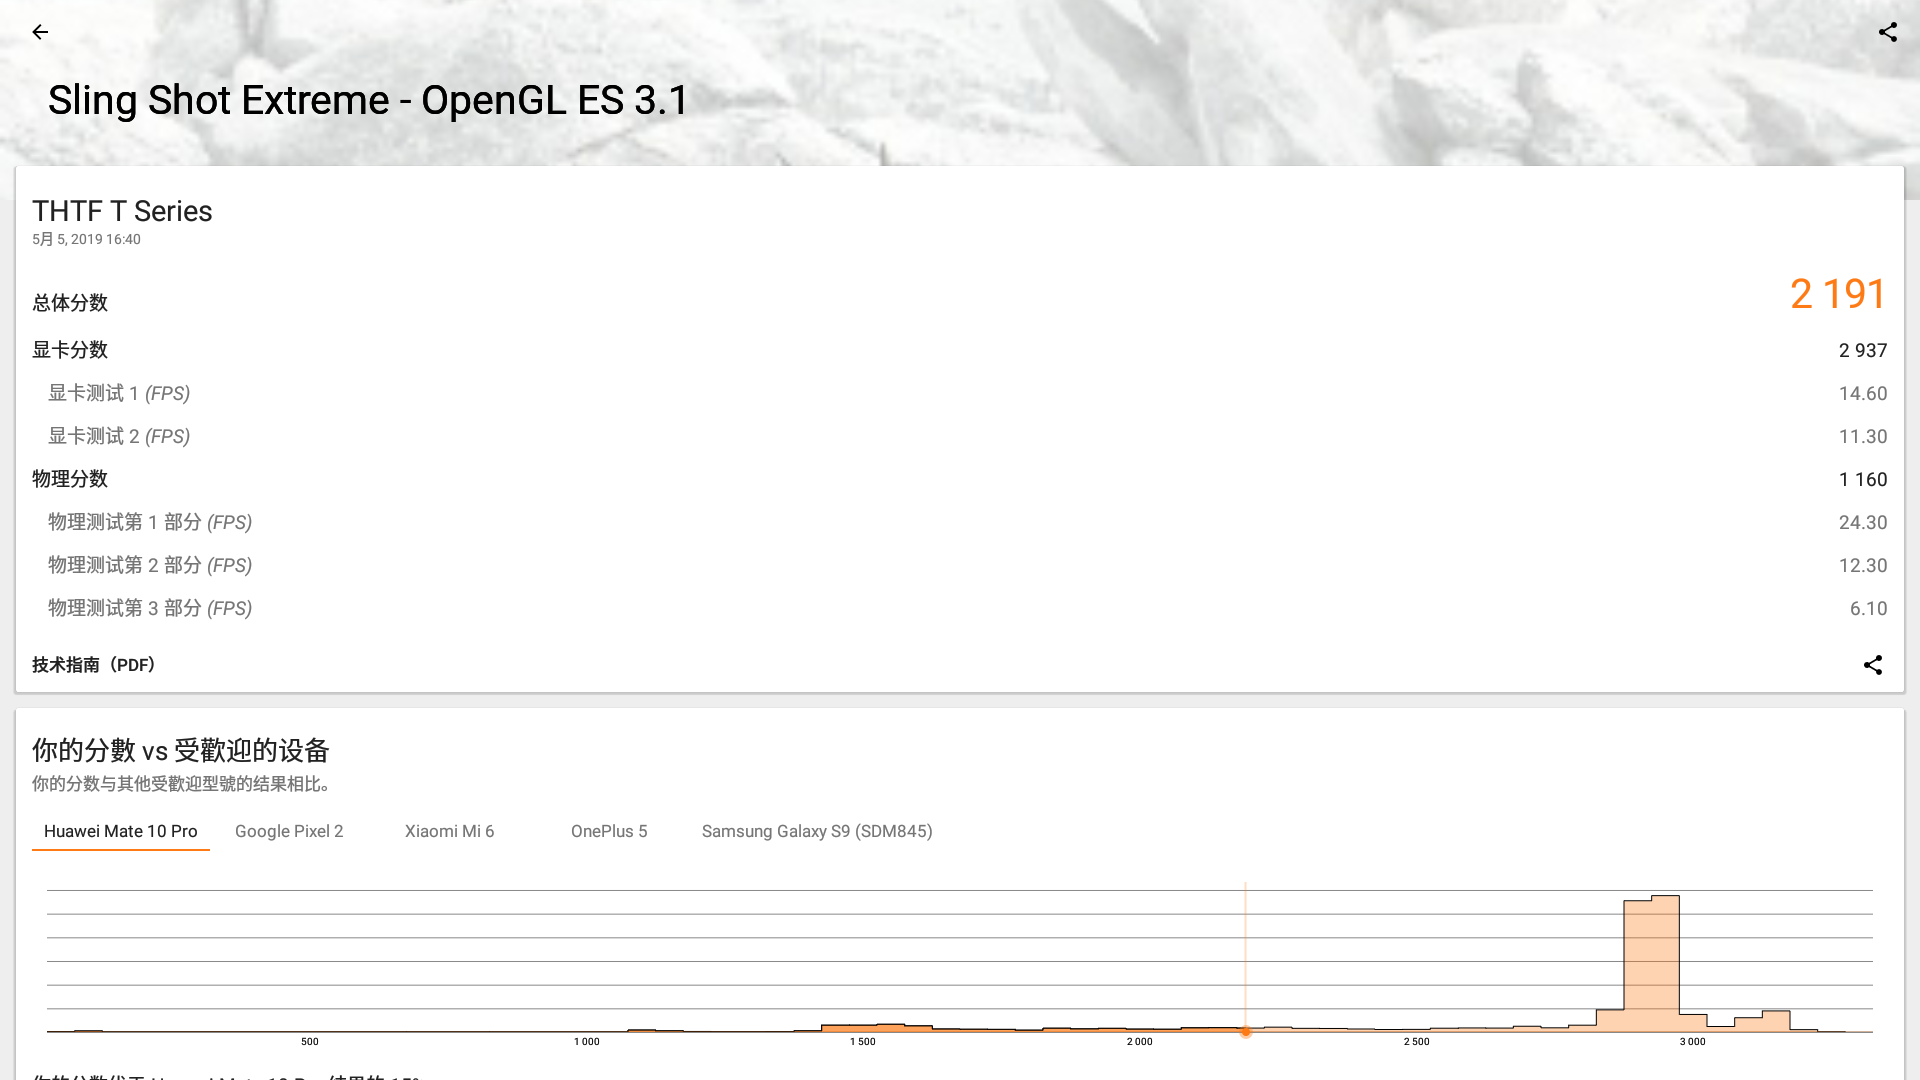 Sling Shot Extreme - OpenGL ES 3.1
THTF T Series
5月 5, 2019 16:40
总体分数 2 191
显卡分数 2 937
显卡测试 1 (FPS) 14.60
显卡测试 2 (FPS) 11.30
物理分数 1 160
物理测试第 1 部分 (FPS) 24.30
物理测试第 2 部分 (FPS) 12.30
物理测试第 3 部分 (FPS) 6.10
技术指南（PDF）
你的分數 vs 受歡迎的设备
你的分数与其他受歡迎型號的结果相比。
Huawei Mate 10 Pro Google Pixel 2 Xiaomi Mi 6 OnePlus 5 Samsung Galaxy S9 (SDM845)
500 1 000 1 500 2 000 2 500 3 000